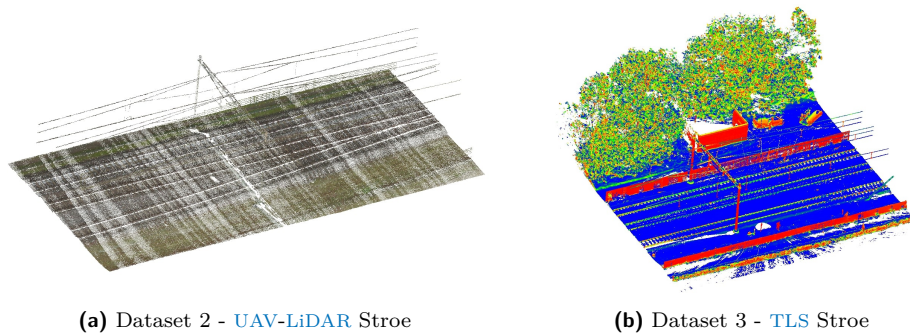 (a) Dataset 2 - UAV-LiDAR Stroe
(b) Dataset 3 - TLS Stroe